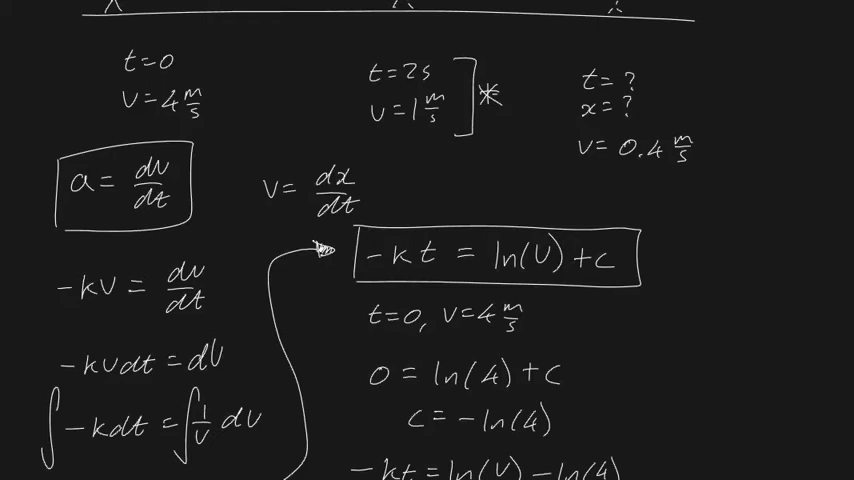 t=0
v=4 m/s
t=2s
v=1 m/s
*
t=?
x=?
v=0.4 m/s
a = dv/dt
v = dx/dt
-kv = dv/dt
-kvdt = dv
∫-kdt = ∫1/v dv
-kt = ln(v)+c
t=0, v=4 m/s
0 = ln(4)+c
c = -ln(4)
-kt = ln(v) - ln(4)